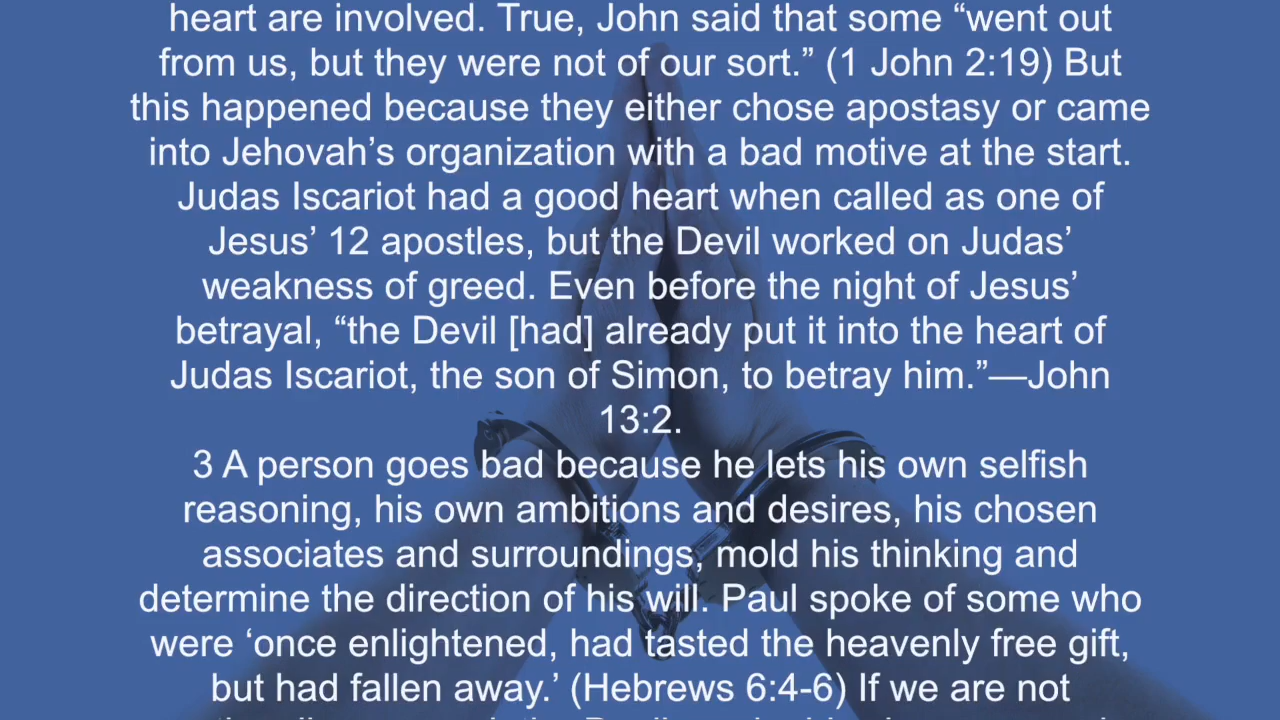 heart are involved. True, John said that some “went out
from us, but they were not of our sort.” (1 John 2:19) But
this happened because they either chose apostasy or came
into Jehovah’s organization with a bad motive at the start.
Judas Iscariot had a good heart when called as one of
Jesus’ 12 apostles, but the Devil worked on Judas’
weakness of greed. Even before the night of Jesus’
betrayal, “the Devil [had] already put it into the heart of
Judas Iscariot, the son of Simon, to betray him.”—John
13:2.
3 A person goes bad because he lets his own selfish
reasoning, his own ambitions and desires, his chosen
associates and surroundings, mold his thinking and
determine the direction of his will. Paul spoke of some who
were ‘once enlightened, had tasted the heavenly free gift,
but had fallen away.’ (Hebrews 6:4-6) If we are not